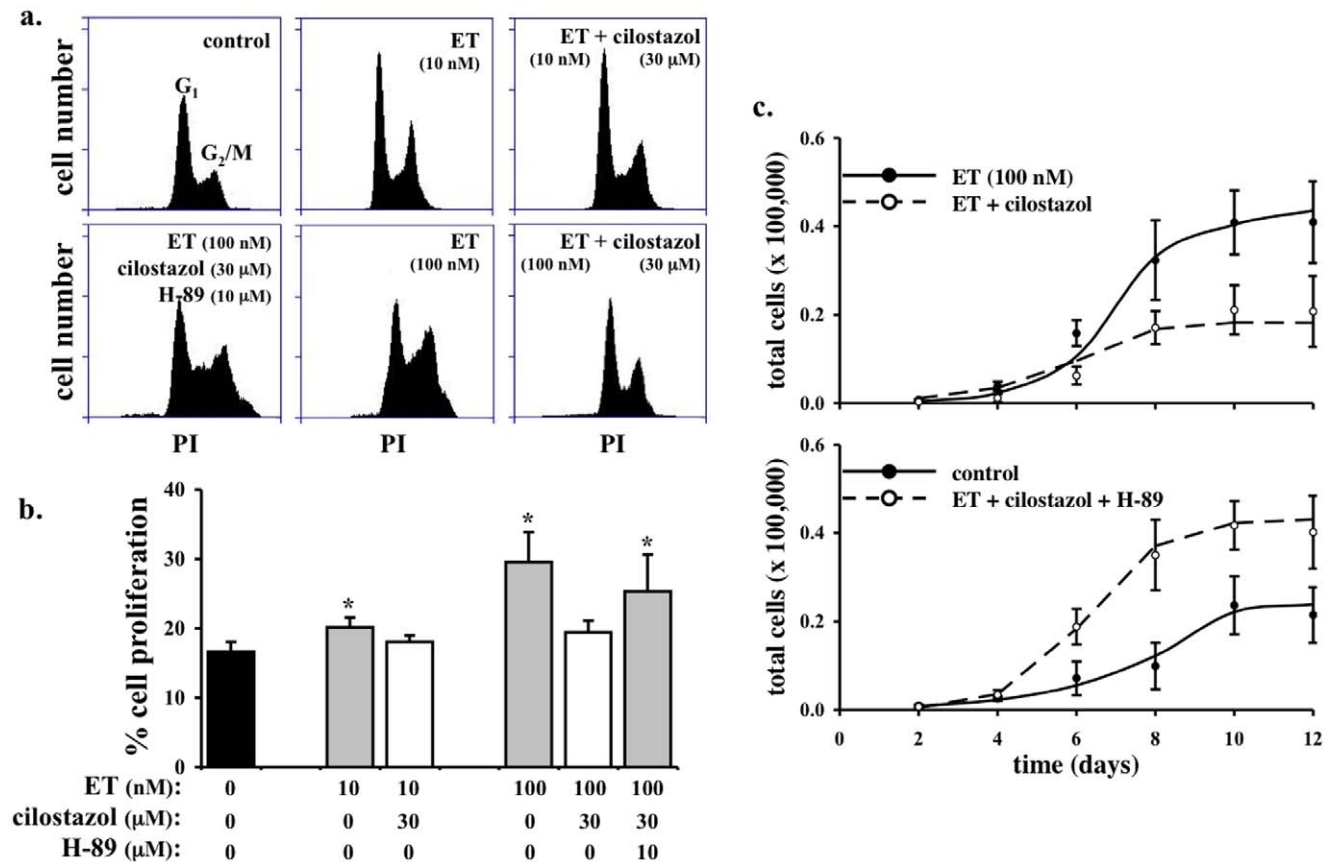 a.
cell number
control
G1
G2/M
ET
(10 nM)
ET + cilostazol
(10 nM) (30 μM)
cell number
ET (100 nM)
cilostazol (30 μM)
H-89 (10 μM)
PI
ET
(100 nM)
ET + cilostazol
(100 nM) (30 μM)
PI
b.
% cell proliferation
40
30
20
10
0
*
*
*
ET (nM): 0 10 10 100 100 100
cilostazol (μM): 0 0 30 0 30 30
H-89 (μM): 0 0 0 0 0 10
c.
total cells (x 100,000)
0.6
0.4
0.2
0.0
ET (100 nM)
ET + cilostazol
total cells (x 100,000)
0.6
0.4
0.2
0.0
control
ET + cilostazol + H-89
0 2 4 6 8 10 12
time (days)